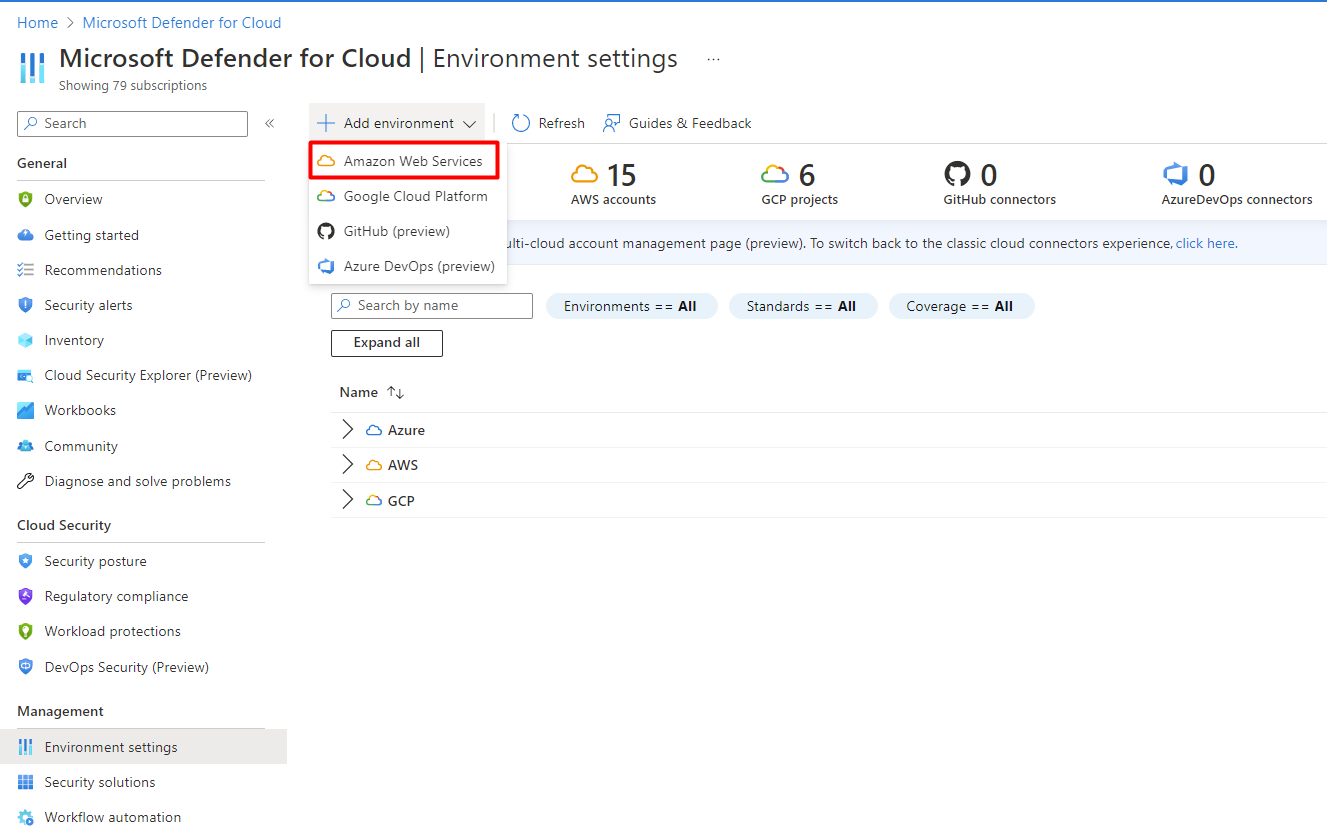 Home > Microsoft Defender for Cloud
Microsoft Defender for Cloud | Environment settings ...
Showing 79 subscriptions
Search
«
General
Overview
Getting started
Recommendations
Security alerts
Inventory
Cloud Security Explorer (Preview)
Workbooks
Community
Diagnose and solve problems
Cloud Security
Security posture
Regulatory compliance
Workload protections
DevOps Security (Preview)
Management
Environment settings
Security solutions
Workflow automation
Add environment
Refresh
Guides & Feedback
Amazon Web Services
Google Cloud Platform
GitHub (preview)
Azure DevOps (preview)
15
AWS accounts
6
GCP projects
0
GitHub connectors
0
AzureDevOps connectors
ulti-cloud account management page (preview). To switch back to the classic cloud connectors experience, click here.
Search by name
Environments == All
Standards == All
Coverage == All
Expand all
Name ↑↓
Azure
AWS
GCP